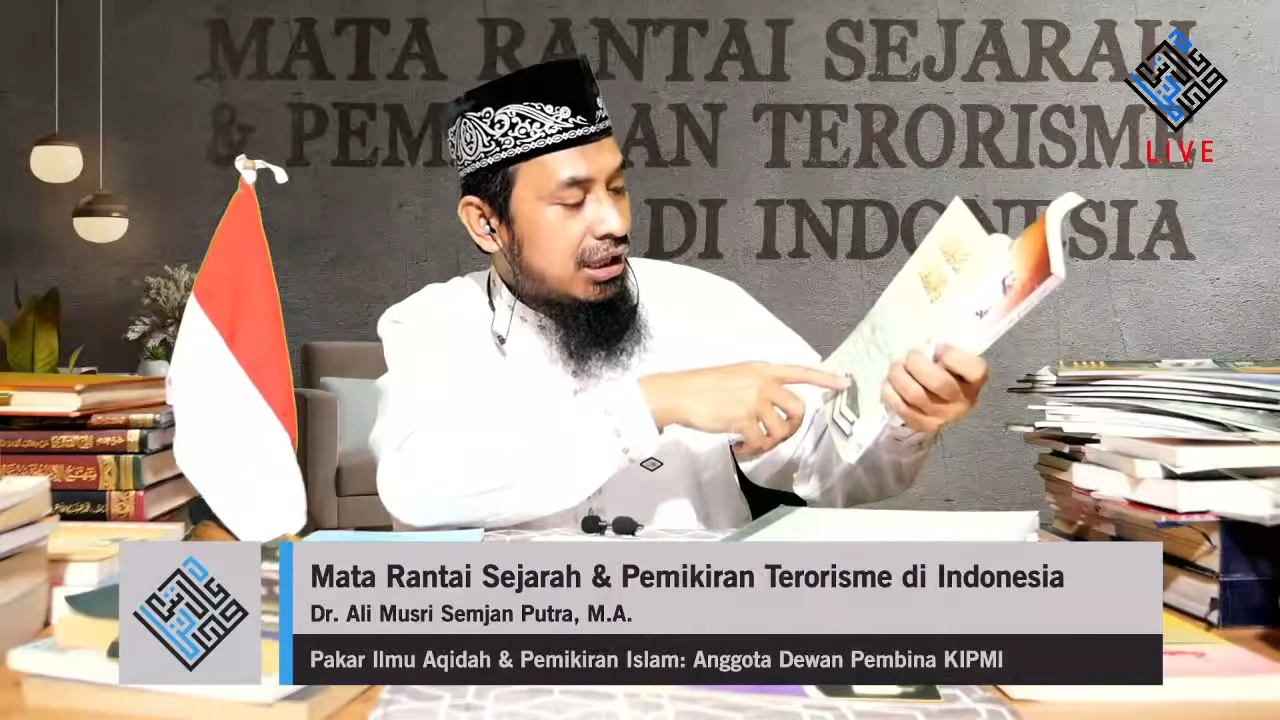 MATA RANTAI SEJARAH
& PEM AN TERORISME
DI INDONESIA
LIVE
Mata Rantai Sejarah & Pemikiran Terorisme di Indonesia
Dr. Ali Musri Semjan Putra, M.A.
Pakar Ilmu Aqidah & Pemikiran Islam: Anggota Dewan Pembina KIPMI